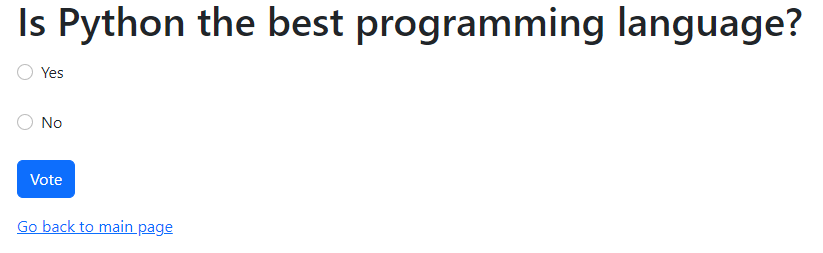 Is Python the best programming language?
Yes
No
Vote
Go back to main page